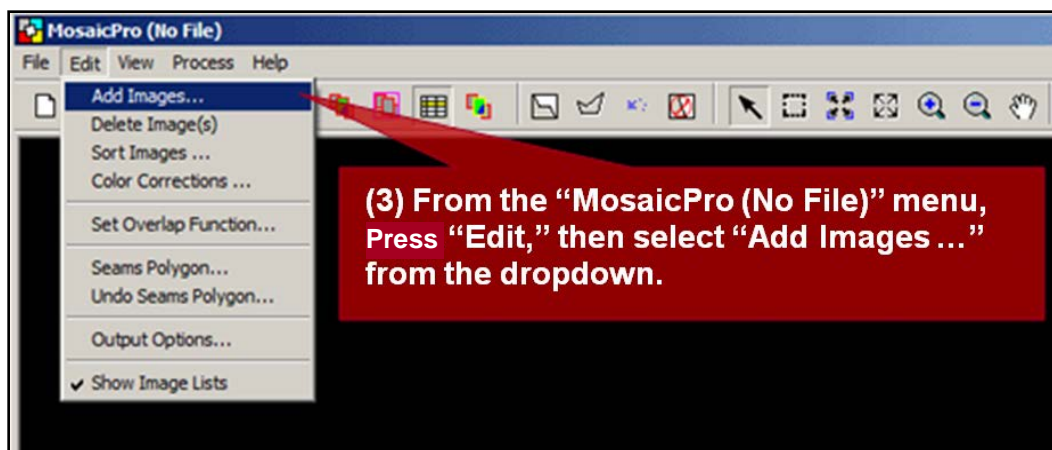 MosaicPro (No File)
File Edit View Process Help
Add Images...
Delete Image(s)
Sort Images ...
Color Corrections ...
Set Overlap Function...
Seams Polygon...
Undo Seams Polygon...
Output Options...
Show Image Lists
(3) From the “MosaicPro (No File)” menu,
Press “Edit,” then select “Add Images ...”
from the dropdown.